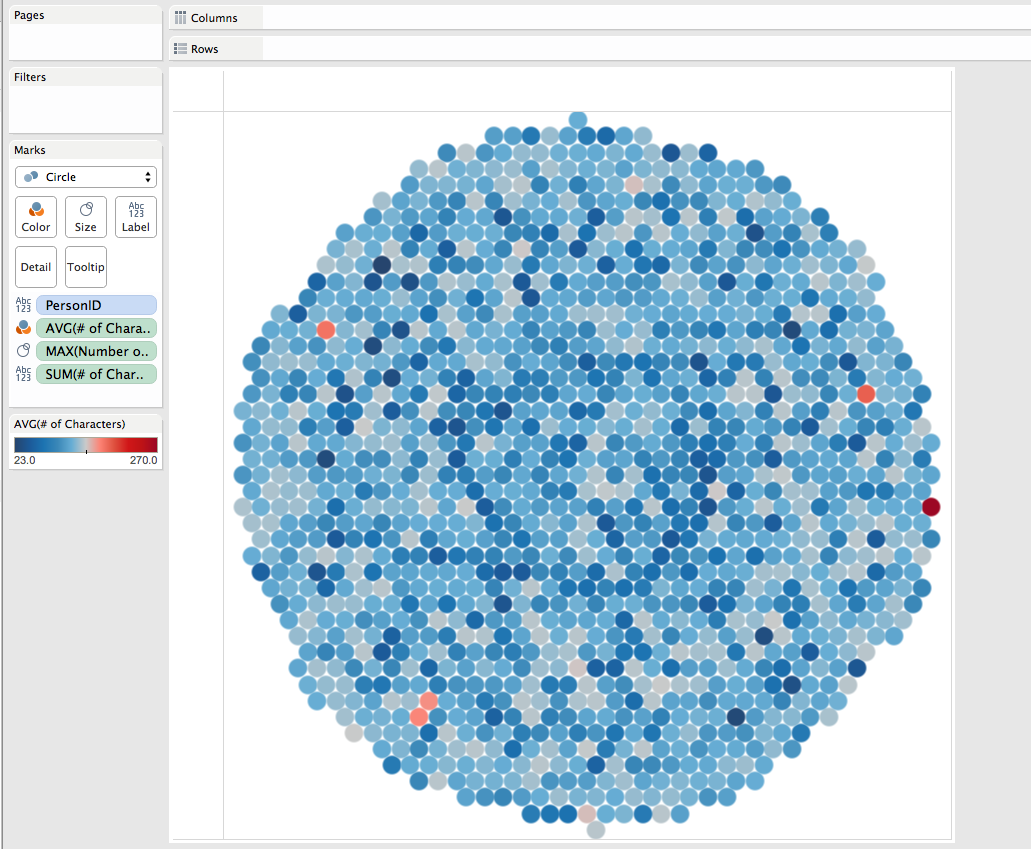 Pages
Columns
Rows
Filters
Marks
Circle
Abc
123
Color
Size
Label
Detail
Tooltip
Abc
123
PersonID
AVG(# of Chara..
MAX(Number o..
Abc
123
SUM(# of Char..
AVG(# of Characters)
23.0
270.0